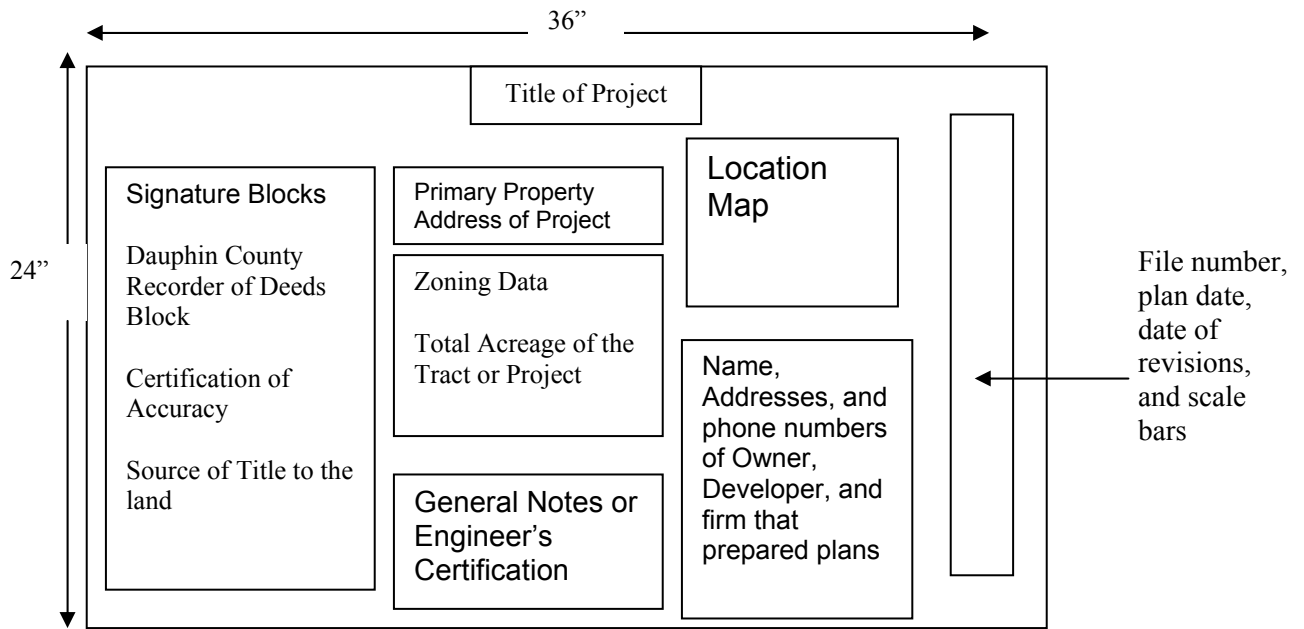 36”
Title of Project
24”
Signature Blocks
Dauphin County
Recorder of Deeds
Block
Certification of
Accuracy
Source of Title to the
land
Primary Property
Address of Project
Zoning Data
Total Acreage of the
Tract or Project
General Notes or
Engineer’s
Certification
Location
Map
Name,
Addresses, and
phone numbers
of Owner,
Developer, and
firm that
prepared plans
File number,
plan date,
date of
revisions,
and scale
bars